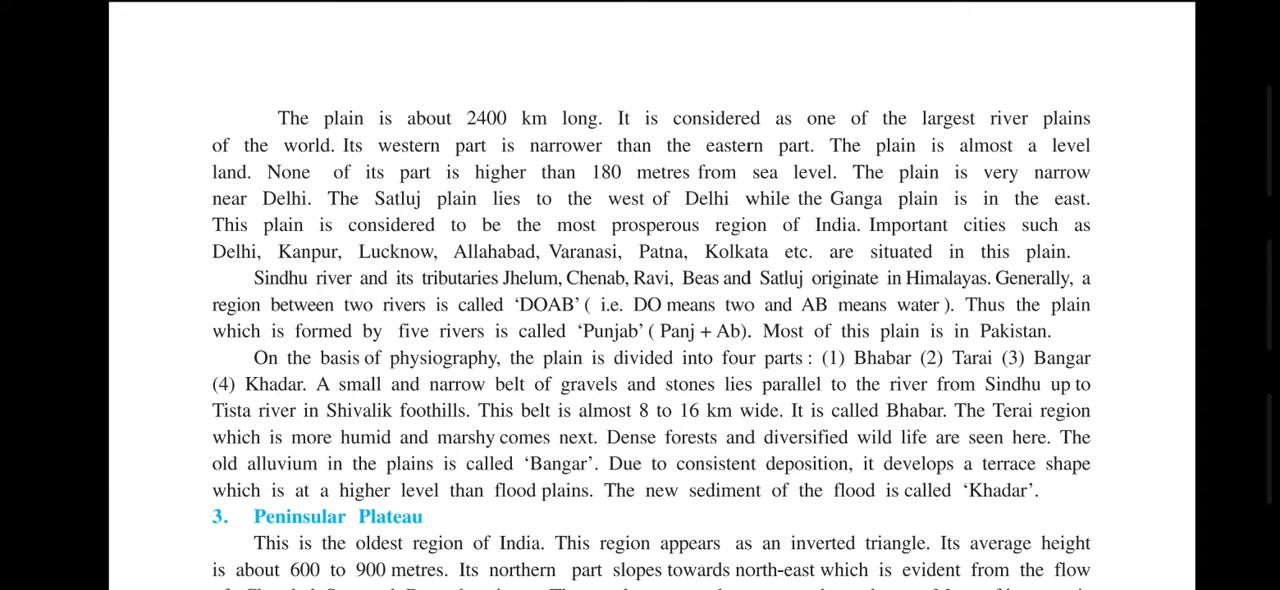 The plain is about 2400 km long. It is considered as one of the largest river plains
of the world. Its western part is narrower than the eastern part. The plain is almost a level
land. None of its part is higher than 180 metres from sea level. The plain is very narrow
near Delhi. The Satluj plain lies to the west of Delhi while the Ganga plain is in the east.
This plain is considered to be the most prosperous region of India. Important cities such as
Delhi, Kanpur, Lucknow, Allahabad, Varanasi, Patna, Kolkata etc. are situated in this plain.
Sindhu river and its tributaries Jhelum, Chenab, Ravi, Beas and Satluj originate in Himalayas. Generally, a
region between two rivers is called ‘DOAB’ ( i.e. DO means two and AB means water ). Thus the plain
which is formed by five rivers is called ‘Punjab’ ( Panj + Ab). Most of this plain is in Pakistan.
On the basis of physiography, the plain is divided into four parts : (1) Bhabar (2) Tarai (3) Bangar
(4) Khadar. A small and narrow belt of gravels and stones lies parallel to the river from Sindhu up to
Tista river in Shivalik foothills. This belt is almost 8 to 16 km wide. It is called Bhabar. The Terai region
which is more humid and marshy comes next. Dense forests and diversified wild life are seen here. The
old alluvium in the plains is called ‘Bangar’. Due to consistent deposition, it develops a terrace shape
which is at a higher level than flood plains. The new sediment of the flood is called ‘Khadar’.
3. Peninsular Plateau
This is the oldest region of India. This region appears as an inverted triangle. Its average height
is about 600 to 900 metres. Its northern part slopes towards north-east which is evident from the flow